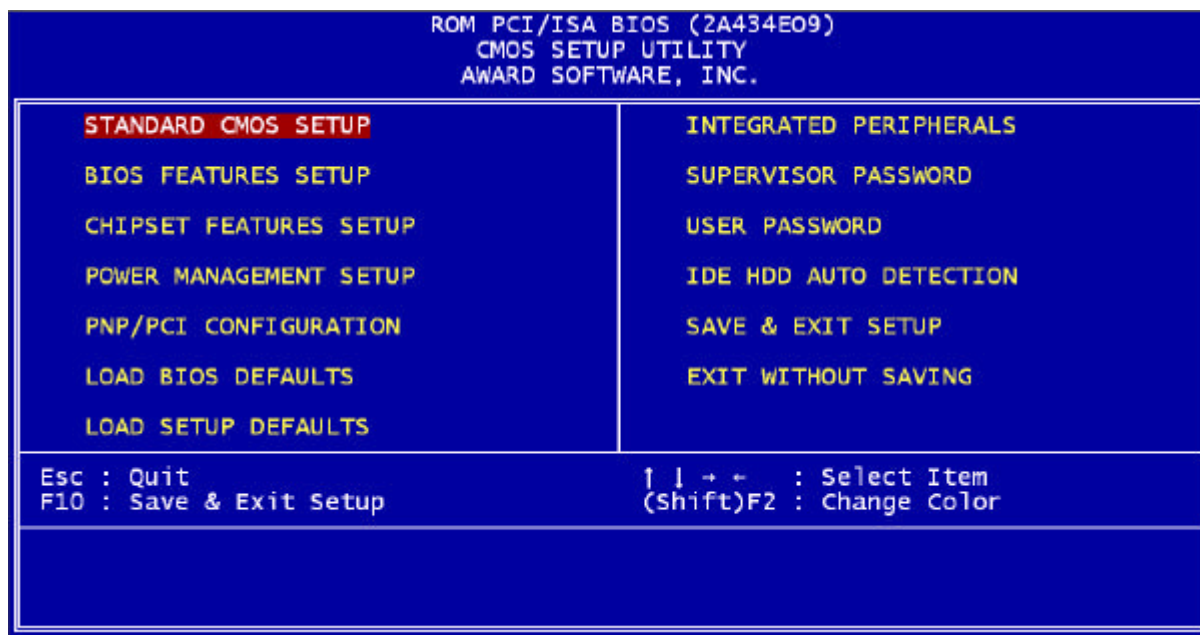 ROM PCI/ISA BIOS (2A434EO9)
CMOS SETUP UTILITY
AWARD SOFTWARE, INC.
STANDARD CMOS SETUP
BIOS FEATURES SETUP
CHIPSET FEATURES SETUP
POWER MANAGEMENT SETUP
PNP/PCI CONFIGURATION
LOAD BIOS DEFAULTS
LOAD SETUP DEFAULTS
INTEGRATED PERIPHERALS
SUPERVISOR PASSWORD
USER PASSWORD
IDE HDD AUTO DETECTION
SAVE & EXIT SETUP
EXIT WITHOUT SAVING
Esc : Quit
F10 : Save & Exit Setup
↑ ↓ → ← : Select Item
(Shift)F2 : Change Color